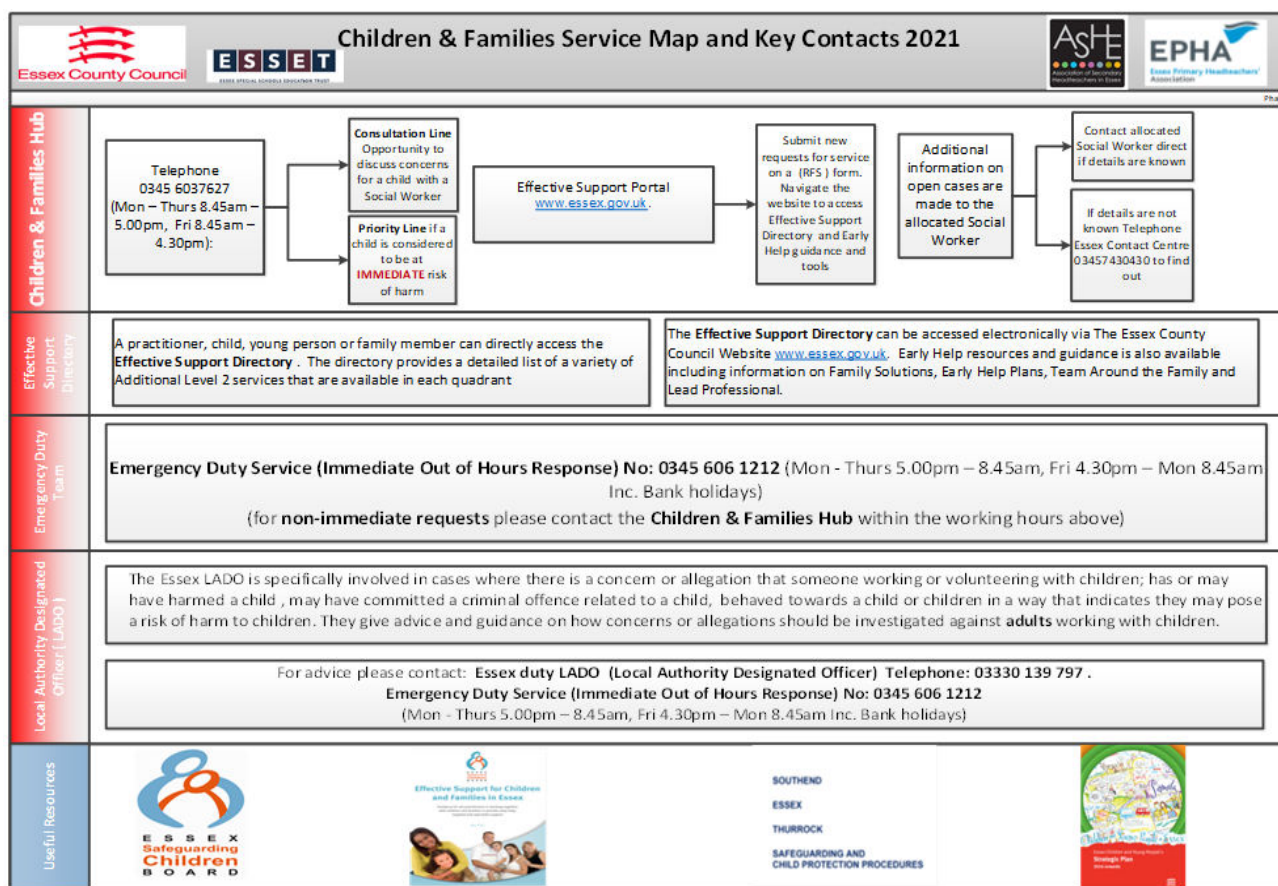 Children & Families Service Map and Key Contacts 2021
Essex County Council
ESSET
ESSEX SPECIAL SCHOOLS EDUCATION TRUST
ASHE
Association of Secondary
Headteachers in Essex
EPHA
Essex Primary Headteachers'
Association
Pha
Children & Families Hub
Telephone
0345 6037627
(Mon – Thurs 8.45am –
5.00pm, Fri 8.45am –
4.30pm):
Consultation Line
Opportunity to
discuss concerns
for a child with a
Social Worker
Priority Line if a
child is considered
to be at
IMMEDIATE risk
of harm
Effective Support Portal
www.essex.gov.uk .
Submit new
requests for service
on a (RFS ) form.
Navigate the
website to access
Effective Support
Directory and Early
Help guidance and
tools
Additional
information on
open cases are
made to the
allocated Social
Worker
Contact allocated
Social Worker direct
if details are known
If details are not
known Telephone
Essex Contact Centre
03457430430 to find
out
Effective
Support
Directory
A practitioner, child, young person or family member can directly access the
Effective Support Directory . The directory provides a detailed list of a variety of
Additional Level 2 services that are available in each quadrant
The Effective Support Directory can be accessed electronically via The Essex County
Council Website www.essex.gov.uk. Early Help resources and guidance is also available
including information on Family Solutions, Early Help Plans, Team Around the Family and
Lead Professional.
Emergency Duty
Team
Emergency Duty Service (Immediate Out of Hours Response) No: 0345 606 1212 (Mon - Thurs 5.00pm – 8.45am, Fri 4.30pm – Mon 8.45am
Inc. Bank holidays)
(for non-immediate requests please contact the Children & Families Hub within the working hours above)
Local Authority Designated
Officer [ LADO )
The Essex LADO is specifically involved in cases where there is a concern or allegation that someone working or volunteering with children; has or may
have harmed a child , may have committed a criminal offence related to a child, behaved towards a child or children in a way that indicates they may pose
a risk of harm to children. They give advice and guidance on how concerns or allegations should be investigated against adults working with children.
For advice please contact: Essex duty LADO (Local Authority Designated Officer) Telephone: 03330 139 797 .
Emergency Duty Service (Immediate Out of Hours Response) No: 0345 606 1212
(Mon - Thurs 5.00pm – 8.45am, Fri 4.30pm – Mon 8.45am Inc. Bank holidays)
Useful Resources
ESSEX
Safeguarding
Children
BOARD
Effective Support for Children
and Families in Essex
SOUTHEND
ESSEX
THURROCK
SAFEGUARDING AND
CHILD PROTECTION PROCEDURES
Strategic Plan